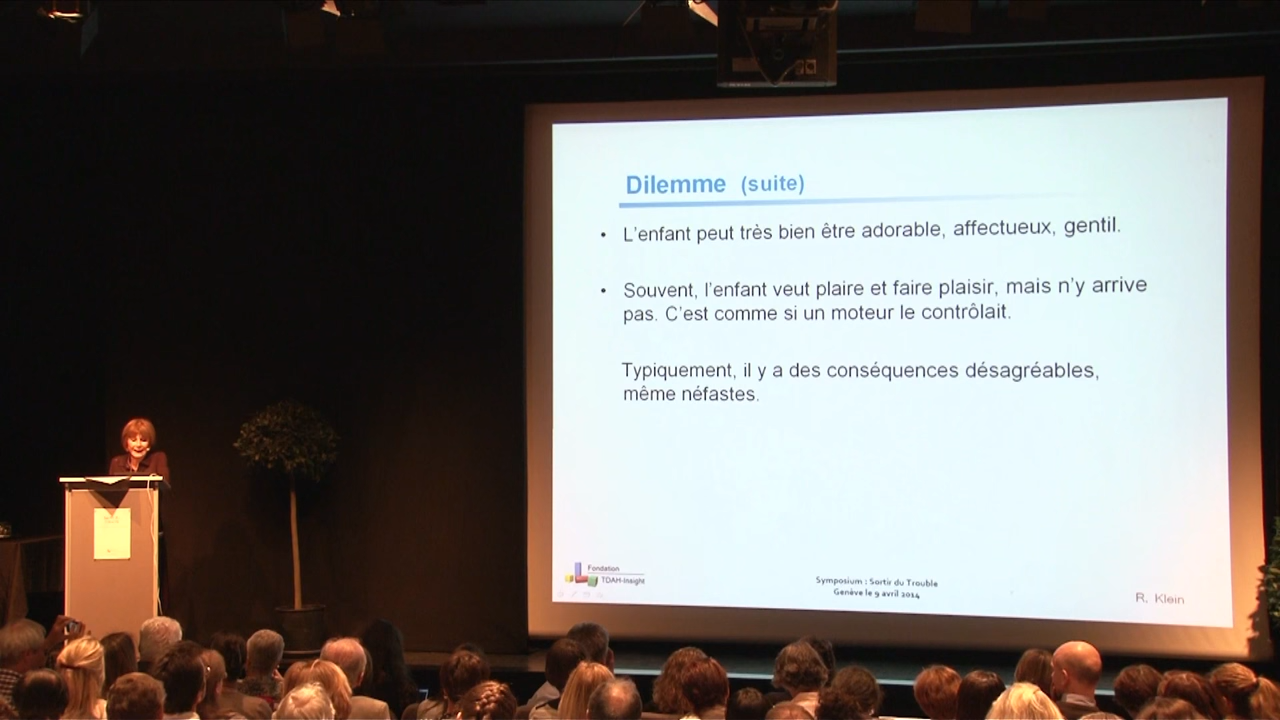 Dilemme (suite)
• L'enfant peut très bien être adorable, affectueux, gentil.
• Souvent, l'enfant veut plaire et faire plaisir, mais n'y arrive
pas. C'est comme si un moteur le contrôlait.
Typiquement, il y a des conséquences désagréables,
même néfastes.
Fondation
TDAH-Insight
Symposium : Sortir du Trouble
Genève le 9 avril 2014
R. Klein